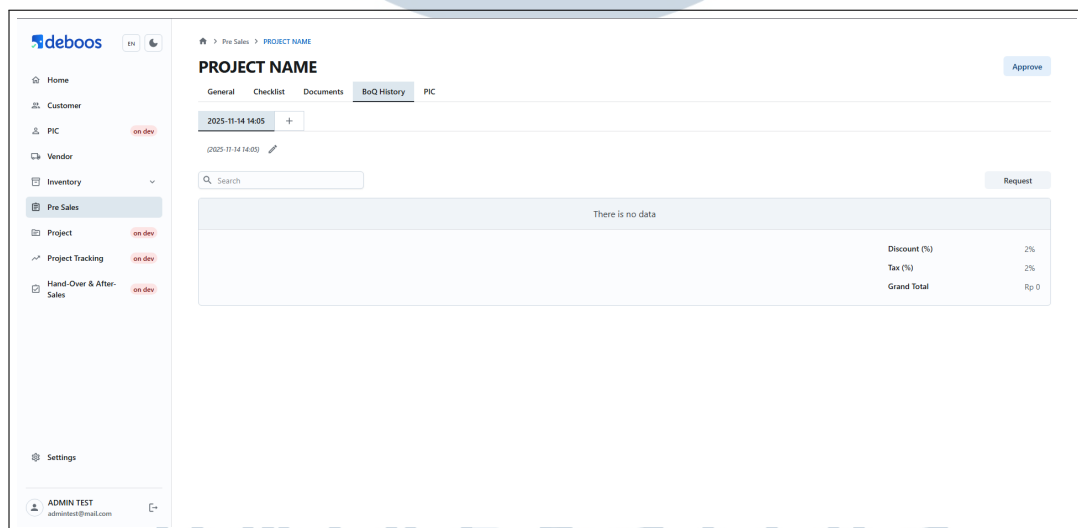 deboos EN
Home
Customer
PIC on dev
Vendor
Inventory
Pre Sales
Project on dev
Project Tracking on dev
Hand-Over & After-
Sales on dev
Settings
ADMIN TEST
admintest@mail.com
Pre Sales > PROJECT NAME
PROJECT NAME
Approve
General Checklist Documents BoQ History PIC
2025-11-14 14:05 +
(2025-11-14 14:05)
Search
Request
There is no data
Discount (%) 2%
Tax (%) 2%
Grand Total Rp 0